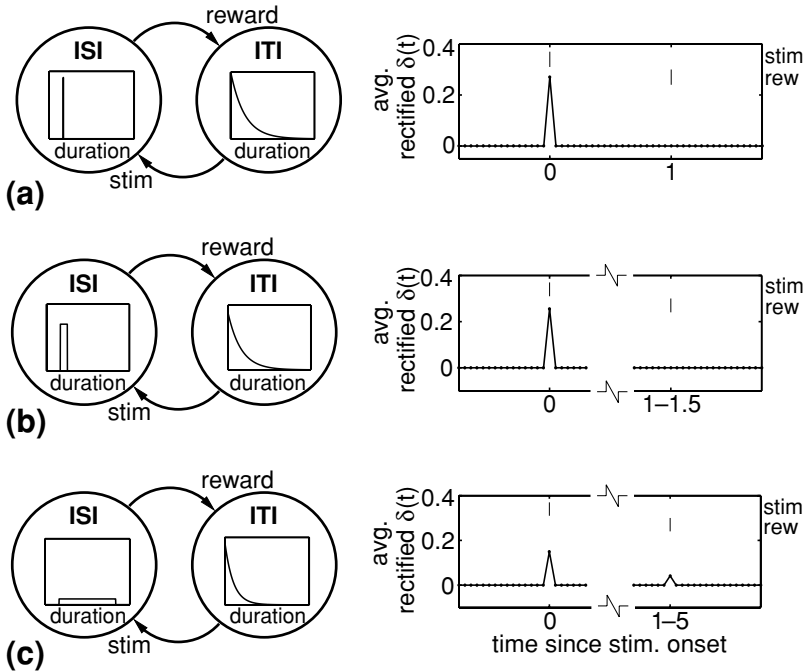 reward
ISI
ITI
duration
duration
stim
(a)
avg.
rectified δ(t)
0.4
0.2
0
0
1
stim
rew
reward
ISI
ITI
duration
duration
stim
(b)
avg.
rectified δ(t)
0.4
0.2
0
0
1–1.5
stim
rew
reward
ISI
ITI
duration
duration
stim
(c)
avg.
rectified δ(t)
0.4
0.2
0
0
1–5
time since stim. onset
stim
rew